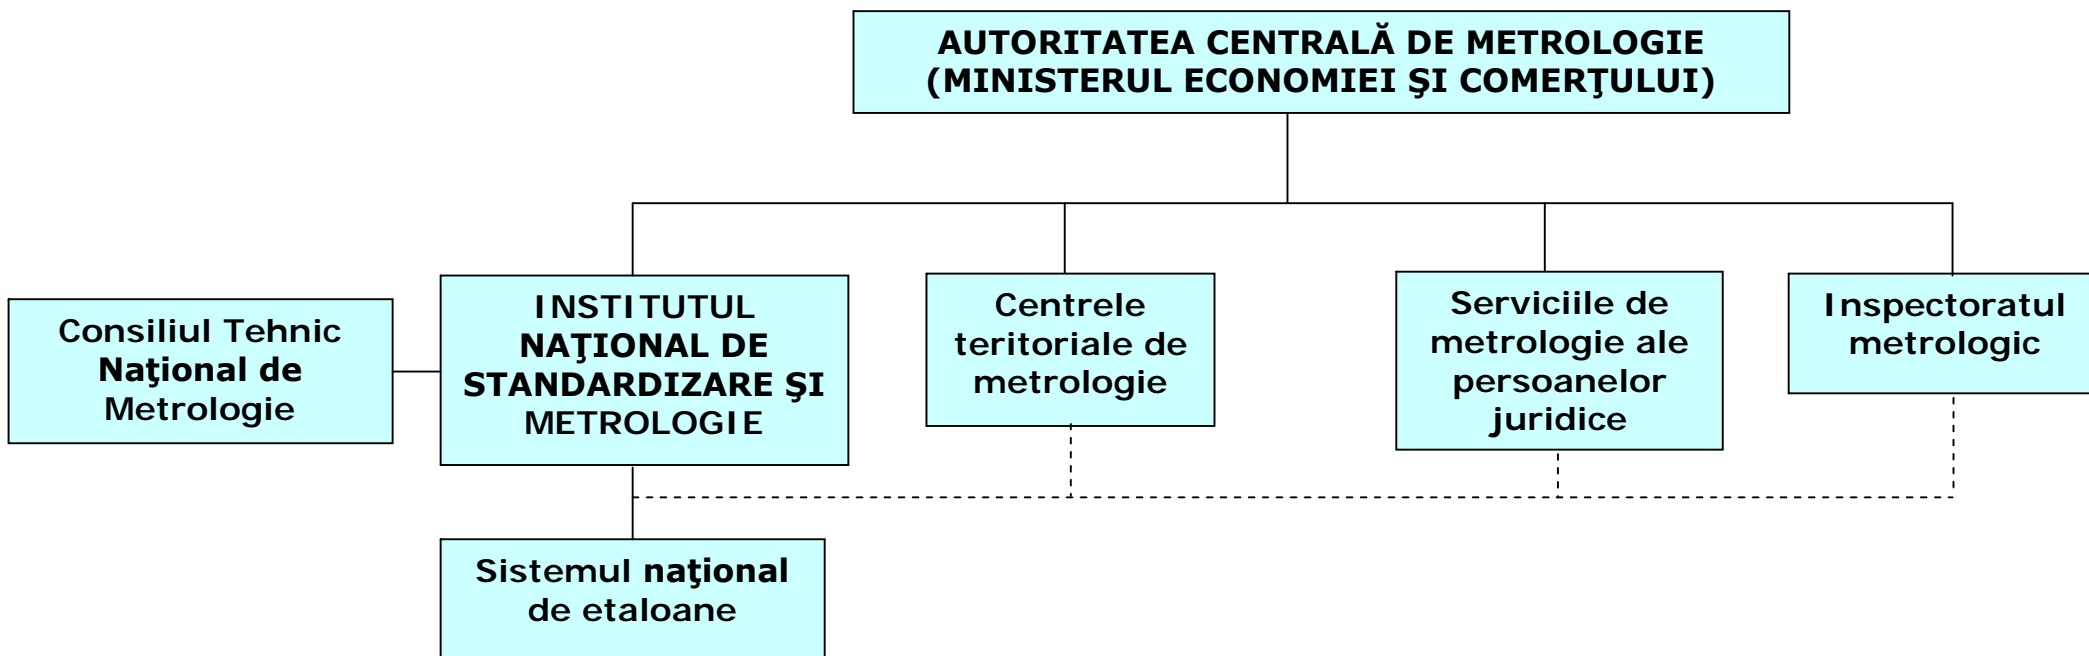 AUTORITATEA CENTRALĂ DE METROLOGIE
(MINISTERUL ECONOMIEI ŞI COMERŢULUI)
Consiliul Tehnic
Naţional de
Metrologie
INSTITUTUL
NAŢIONAL DE
STANDARDIZARE ŞI
METROLOGIE
Centrele
teritoriale de
metrologie
Serviciile de
metrologie ale
persoanelor
juridice
Inspectoratul
metrologic
Sistemul naţional
de etaloane